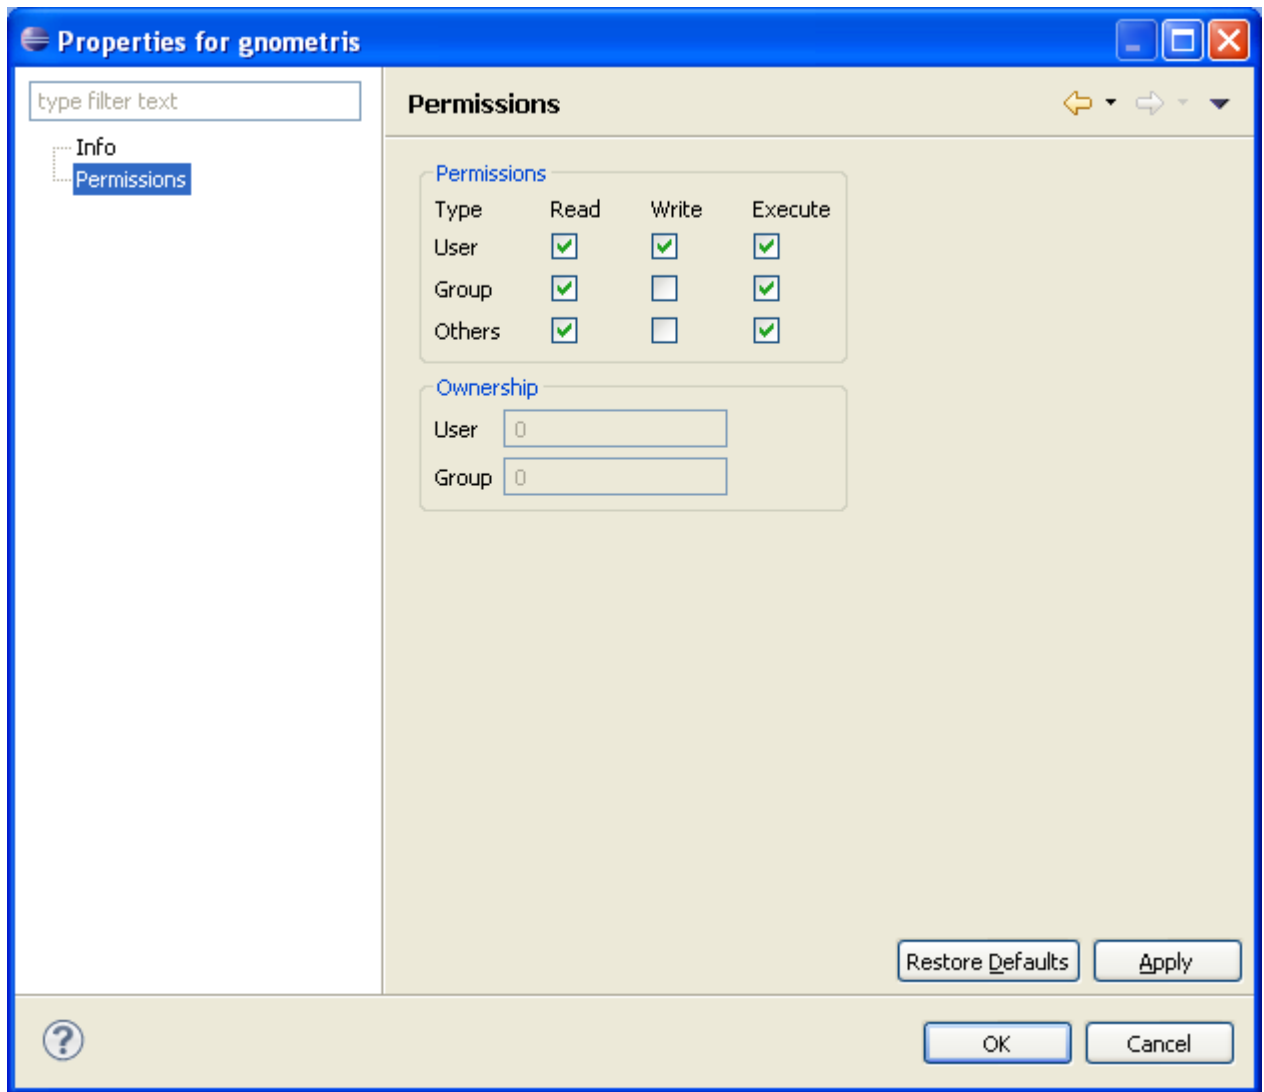 Properties for gnometris
type filter text
Info
Permissions
Permissions
Permissions
Type Read Write Execute
User
Group
Others
Ownership
User 0
Group 0
Restore Defaults Apply
? OK Cancel